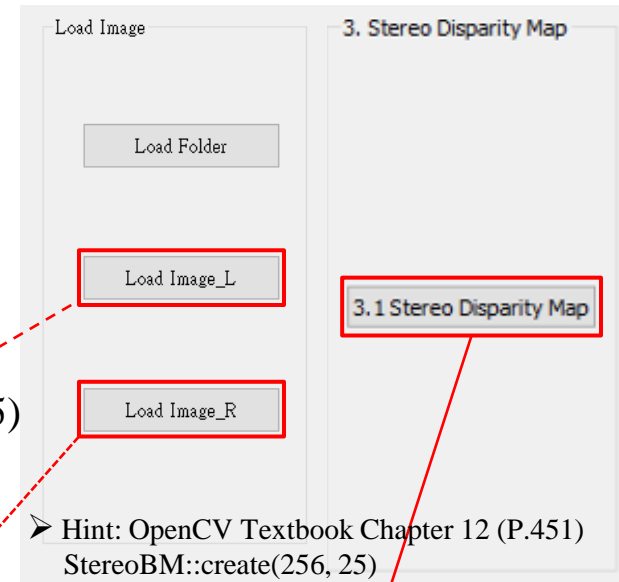 Load Image
3. Stereo Disparity Map
Load Folder
Load Image_L
3.1 Stereo Disparity Map
5)
Load Image_R
➤ Hint: OpenCV Textbook Chapter 12 (P.451)
StereoBM::create(256, 25)